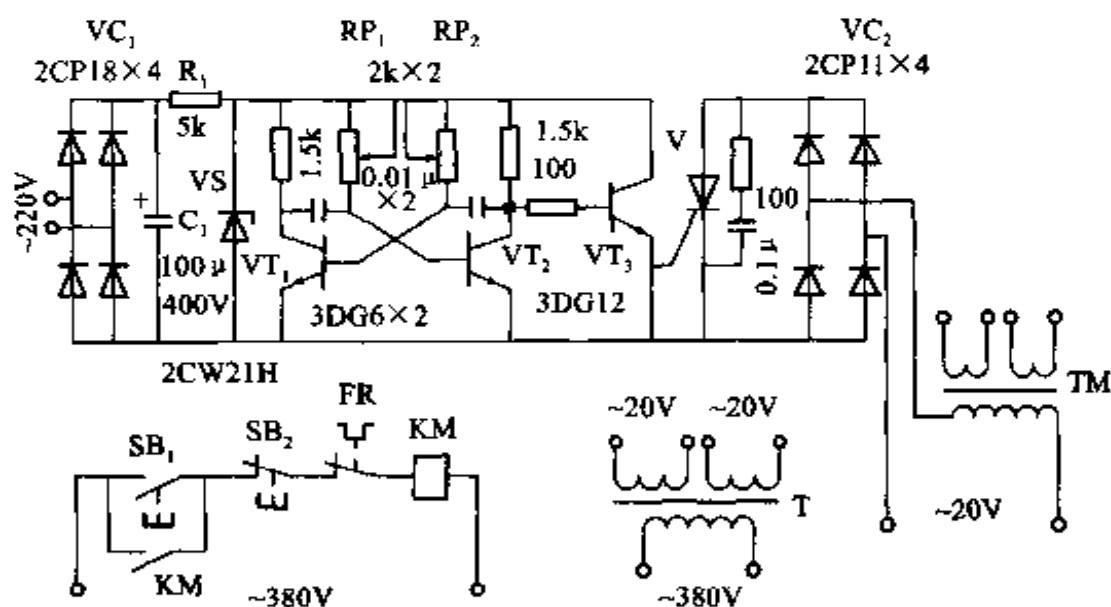 VC₁
RP₁ RP₂
VC₂
2CP18×4 R₁
2k×2
2CP11×4
5k
1.5k
0.01μ
×2
1.5k
100
V
~220V
VS
+
C₁
100
100μ
400V
VT₁
VT₂
VT₃
0.1μ
3DG6×2
3DG12
2CW21H
TM
FR
~20V ~20V
SB₁
SB₂
KM
T
~20V
KM
~380V
~380V